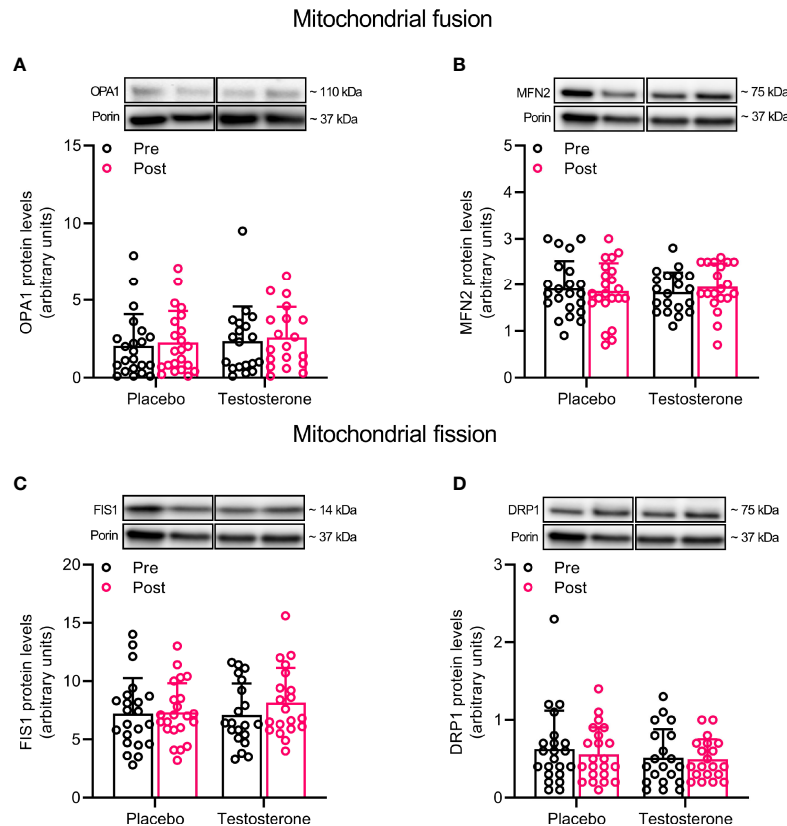 Mitochondrial fusion
A
OPA1
~ 110 kDa
Porin
~ 37 kDa
15
10
5
0
OPA1 protein levels
(arbitrary units)
Pre
Post
Placebo
Testosterone
B
MFN2
~ 75 kDa
Porin
~ 37 kDa
5
4
3
2
1
0
MFN2 protein levels
(arbitrary units)
Pre
Post
Placebo
Testosterone
Mitochondrial fission
C
FIS1
~ 14 kDa
Porin
~ 37 kDa
20
15
10
5
0
FIS1 protein levels
(arbitrary units)
Pre
Post
Placebo
Testosterone
D
DRP1
~ 75 kDa
Porin
~ 37 kDa
3
2
1
0
DRP1 protein levels
(arbitrary units)
Pre
Post
Placebo
Testosterone